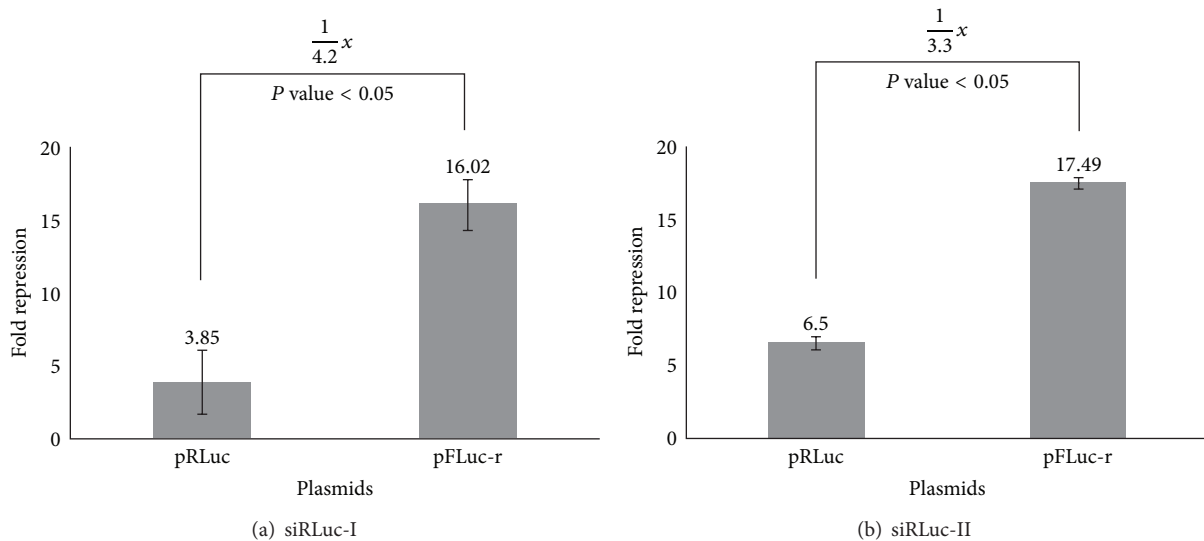 1/4.2 x
P value < 0.05
20
15
10
5
0
Fold repression
3.85
16.02
pRLuc
pFLuc-r
Plasmids
(a) siRLuc-I
1/3.3 x
P value < 0.05
20
15
10
5
0
Fold repression
6.5
17.49
pRLuc
pFLuc-r
Plasmids
(b) siRLuc-II